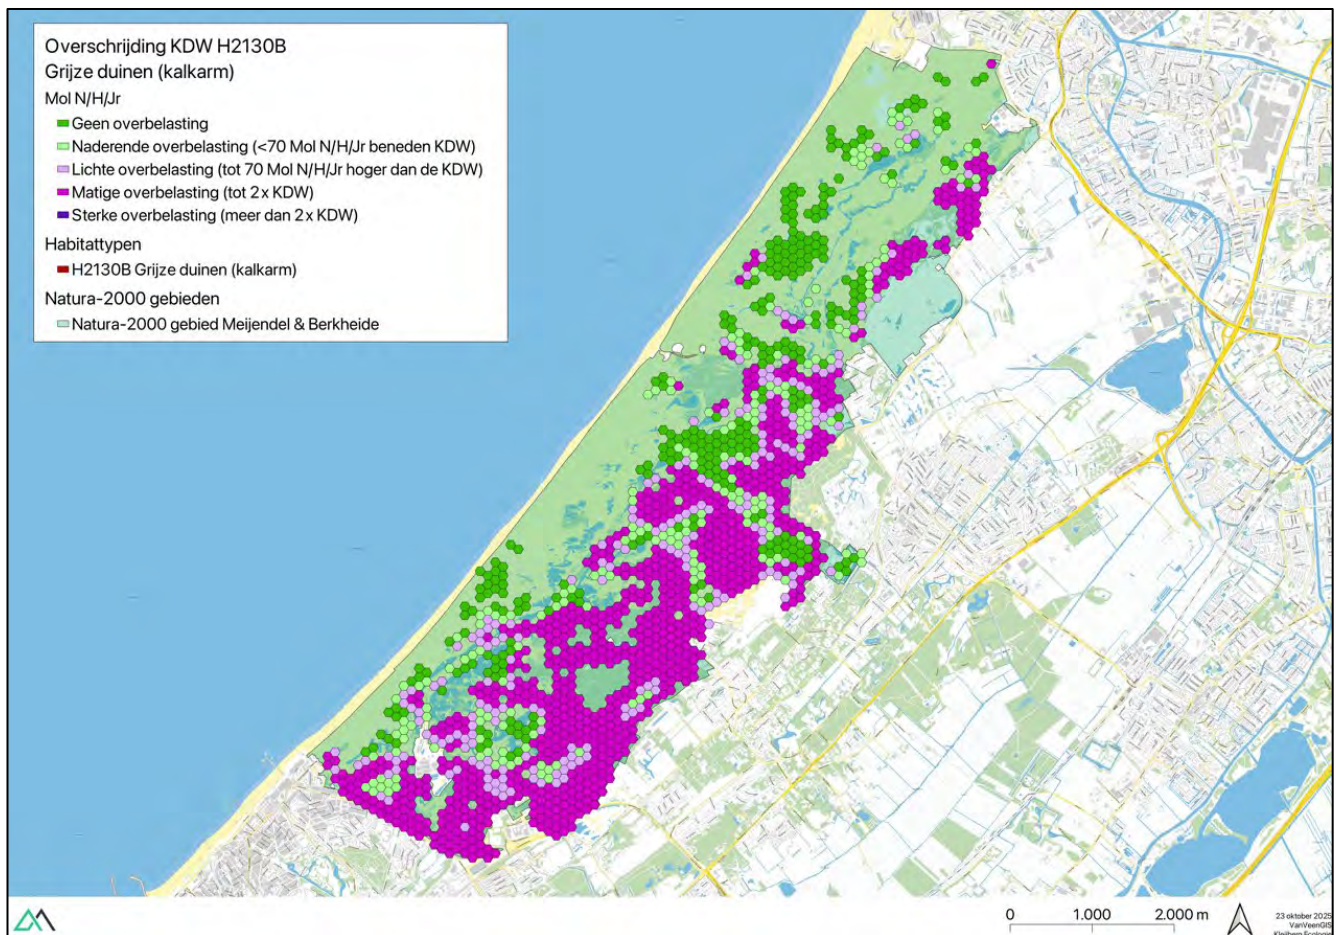 Overschrijding KDW H2130B
Grijze duinen (kalkarm)
Mol N/H/Jr
Geen overbelasting
Naderende overbelasting (<70 Mol N/H/Jr beneden KDW)
Lichte overbelasting (tot 70 Mol N/H/Jr hoger dan de KDW)
Matige overbelasting (tot 2x KDW)
Sterke overbelasting (meer dan 2x KDW)
Habitattypen
H2130B Grijze duinen (kalkarm)
Natura-2000 gebieden
Natura-2000 gebied Meijendel & Berkheide
0 1.000 2.000 m
23 oktober 2025
VanVeenGIS